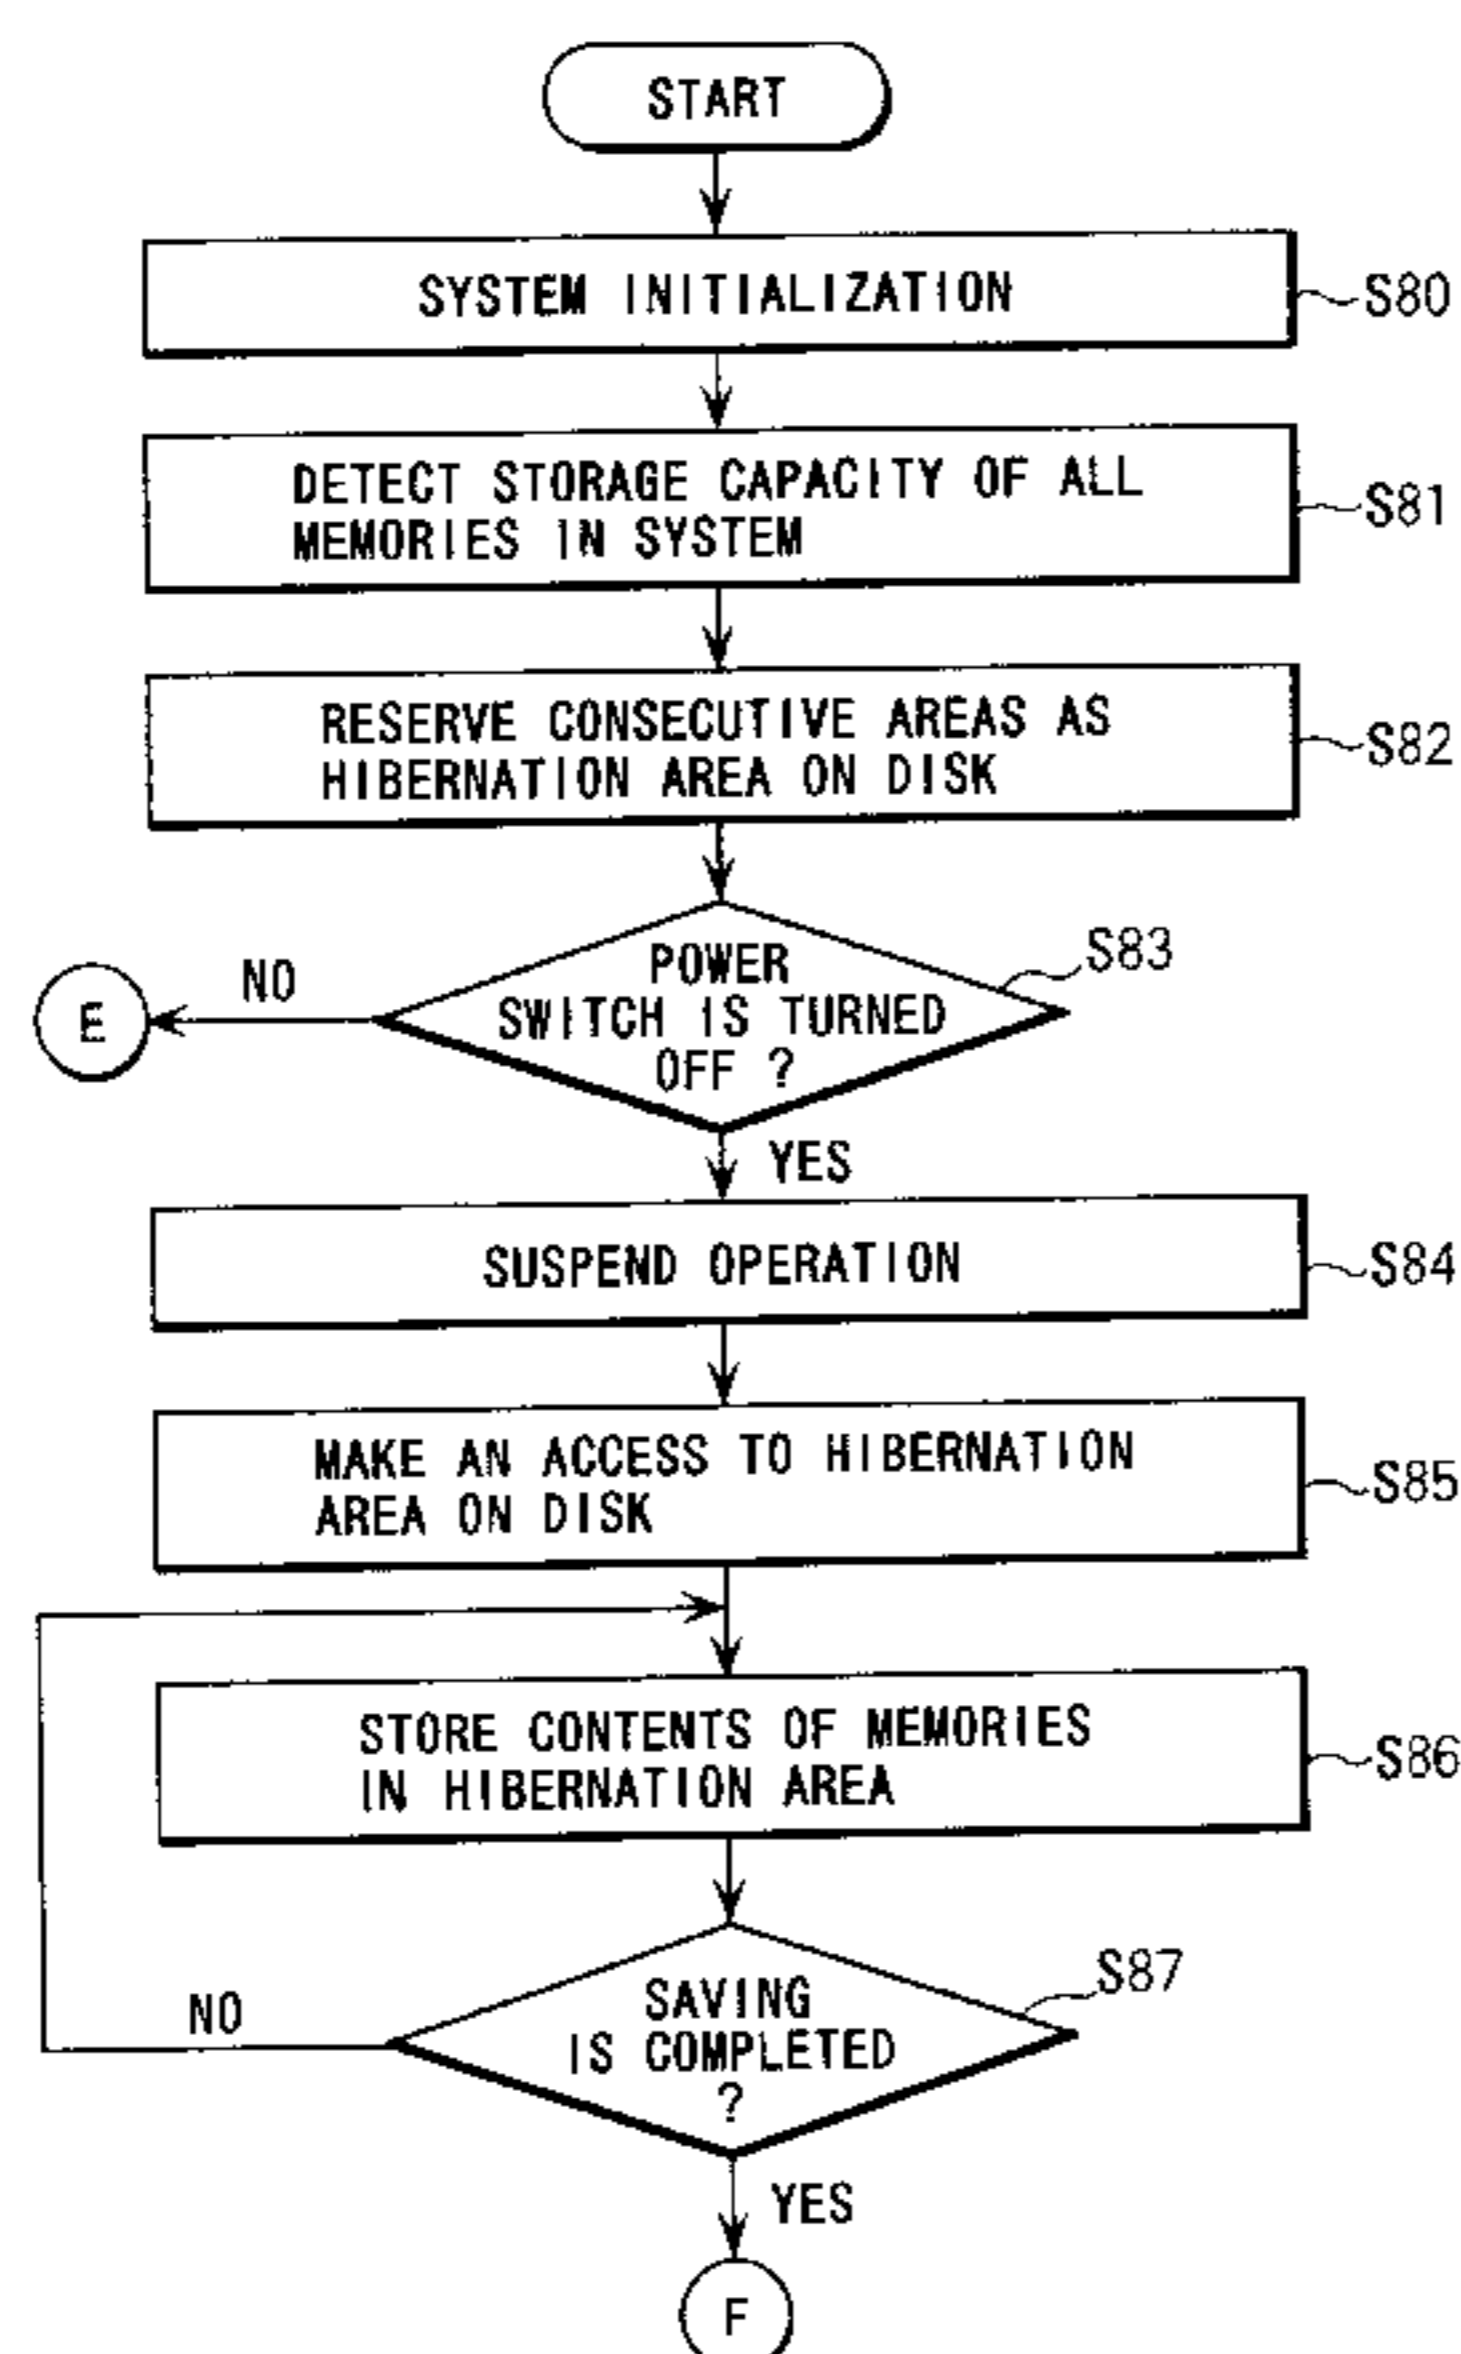 START
SYSTEM INITIALIZATION
S80
DETECT STORAGE CAPACITY OF ALL
MEMORIES IN SYSTEM
S81
RESERVE CONSECUTIVE AREAS AS
HIBERNATION AREA ON DISK
S82
POWER
SWITCH IS TURNED
OFF ?
S83
NO
E
YES
SUSPEND OPERATION
S84
MAKE AN ACCESS TO HIBERNATION
AREA ON DISK
S85
STORE CONTENTS OF MEMORIES
IN HIBERNATION AREA
S86
SAVING
IS COMPLETED
?
S87
NO
YES
F